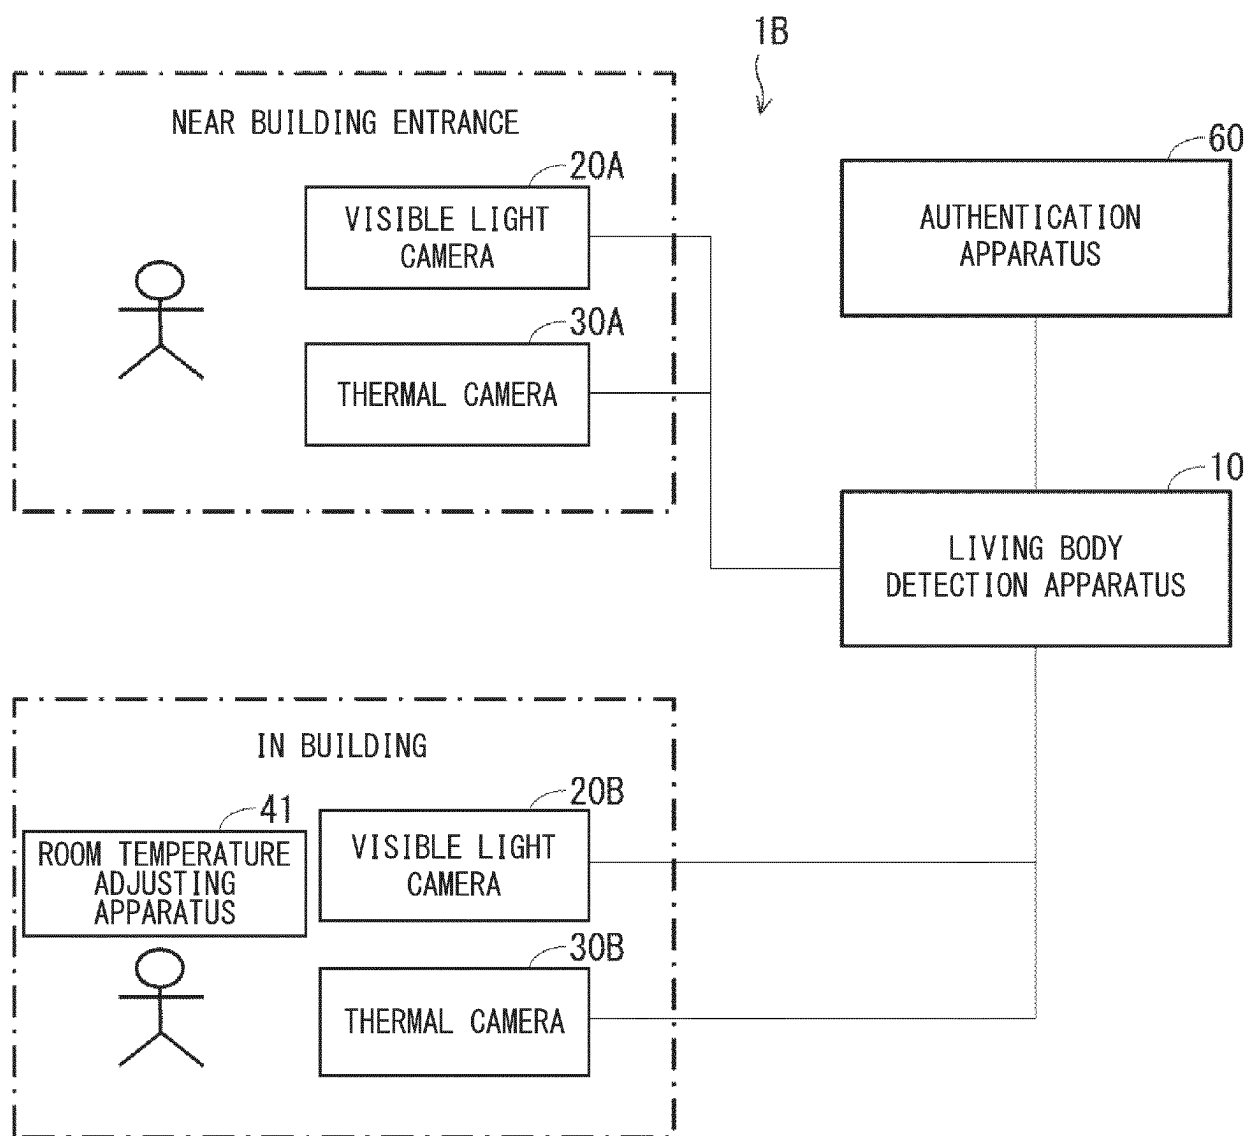 1B
NEAR BUILDING ENTRANCE
20A
VISIBLE LIGHT
CAMERA
30A
THERMAL CAMERA
60
AUTHENTICATION
APPARATUS
10
LIVING BODY
DETECTION APPARATUS
IN BUILDING
41
ROOM TEMPERATURE
ADJUSTING
APPARATUS
20B
VISIBLE LIGHT
CAMERA
30B
THERMAL CAMERA